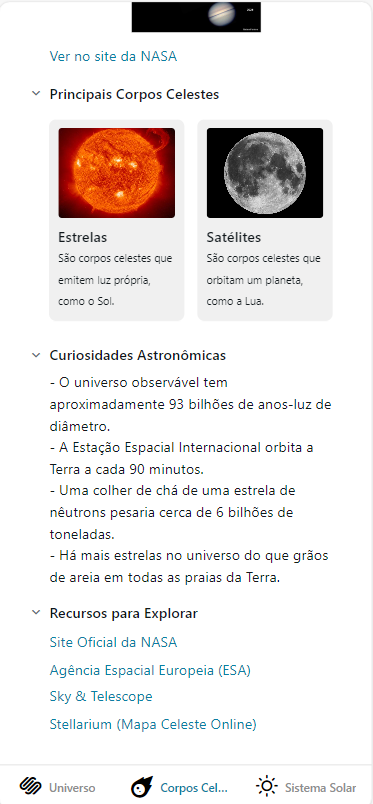 Ver no site da NASA
Principais Corpos Celestes
Estrelas
São corpos celestes que
emitem luz própria,
como o Sol.
Satélites
São corpos celestes que
orbitam um planeta,
como a Lua.
Curiosidades Astronômicas
- O universo observável tem
aproximadamente 93 bilhões de anos-luz de
diâmetro.
- A Estação Espacial Internacional orbita a
Terra a cada 90 minutos.
- Uma colher de chá de uma estrela de
nêutrons pesaria cerca de 6 bilhões de
toneladas.
- Há mais estrelas no universo do que grãos
de areia em todas as praias da Terra.
Recursos para Explorar
Site Oficial da NASA
Agência Espacial Europeia (ESA)
Sky & Telescope
Stellarium (Mapa Celeste Online)
Universo
Corpos Cel...
Sistema Solar